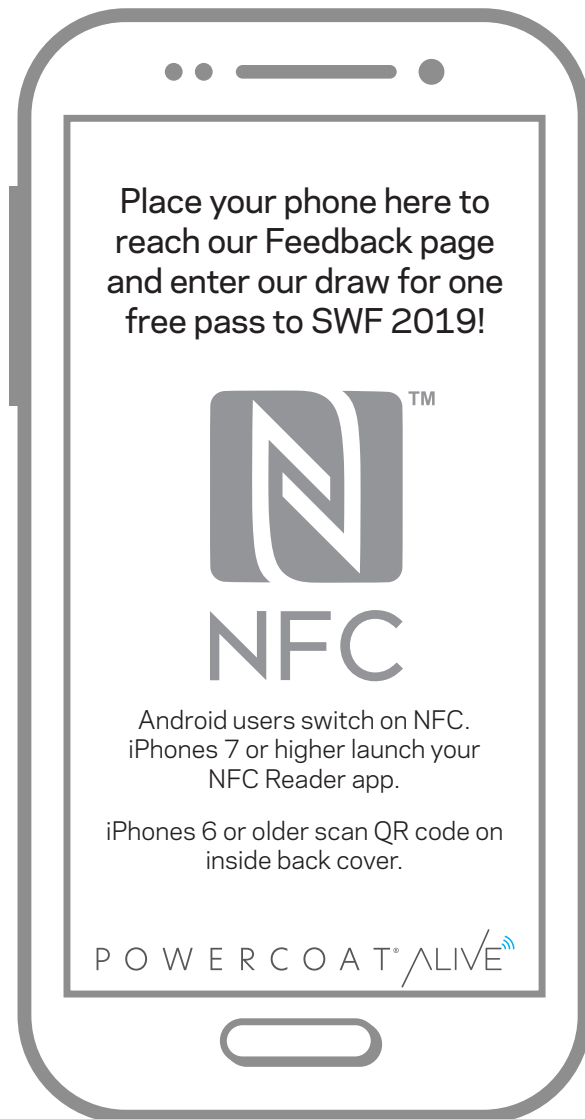 Place your phone here to
reach our Feedback page
and enter our draw for one
free pass to SWF 2019!
TM
NFC
Android users switch on NFC.
iPhones 7 or higher launch your
NFC Reader app.
iPhones 6 or older scan QR code on
inside back cover.
POWERCOAT® ALIVE